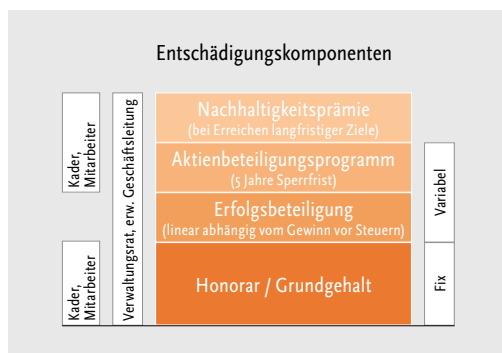 Entschädigungskomponenten
Kader,
Mitarbeiter
Kader,
Mitarbeiter
Verwaltungsrat, erw. Geschäftsleitung
Nachhaltigkeitsprämie
(bei Erreichen langfristiger Ziele)
Aktienbeteiligungsprogramm
(5 Jahre Sperrfrist)
Erfolgsbeteiligung
(linear abhängig vom Gewinn vor Steuern)
Honorar / Grundgehalt
Variabel
Fix